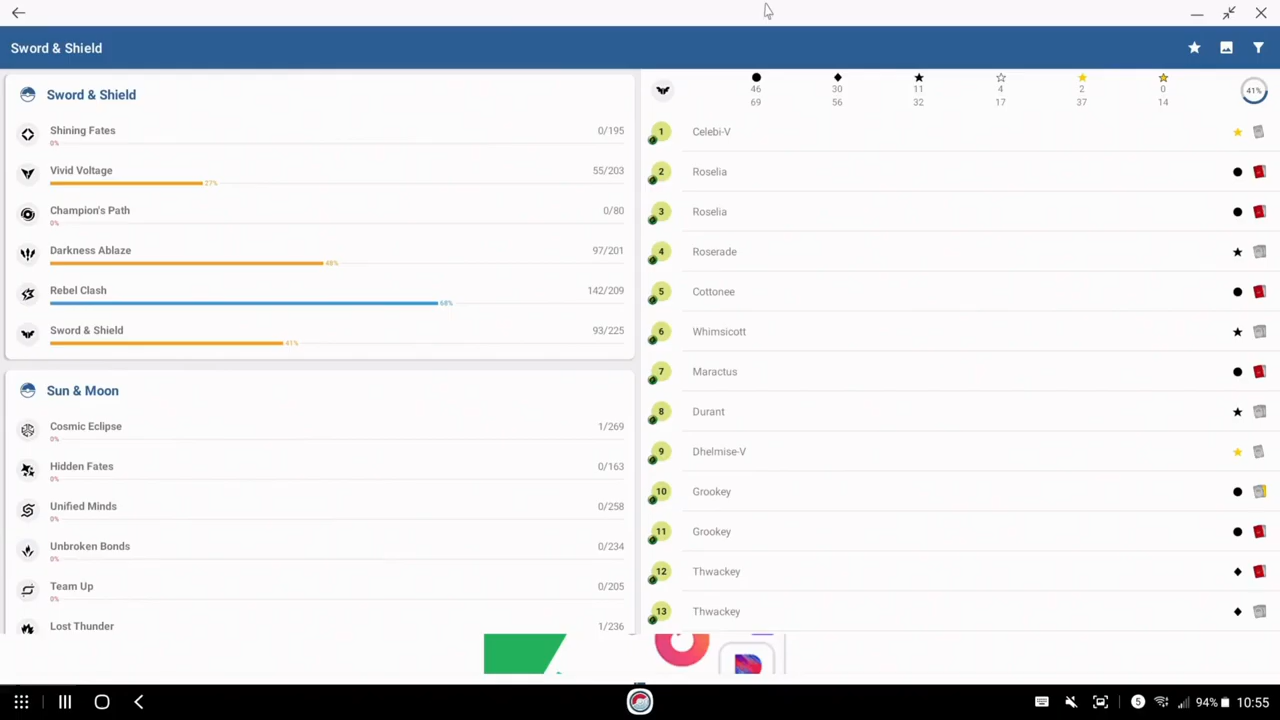 Sword & Shield
Sword & Shield
Shining Fates 0/195
0%
Vivid Voltage 55/203
27%
Champion's Path 0/80
0%
Darkness Ablaze 97/201
48%
Rebel Clash 142/209
68%
Sword & Shield 93/225
41%
Sun & Moon
Cosmic Eclipse 1/269
0%
Hidden Fates 0/163
0%
Unified Minds 0/258
0%
Unbroken Bonds 0/234
0%
Team Up 0/205
0%
Lost Thunder 1/236
46 30 11 4 2 0
69 56 32 17 37 14
41%
1 Celebi-V
2 Roselia
3 Roselia
4 Roserade
5 Cottonee
6 Whimsicott
7 Maractus
8 Durant
9 Dhelmise-V
10 Grookey
11 Grookey
12 Thwackey
13 Thwackey
5 94% 10:55